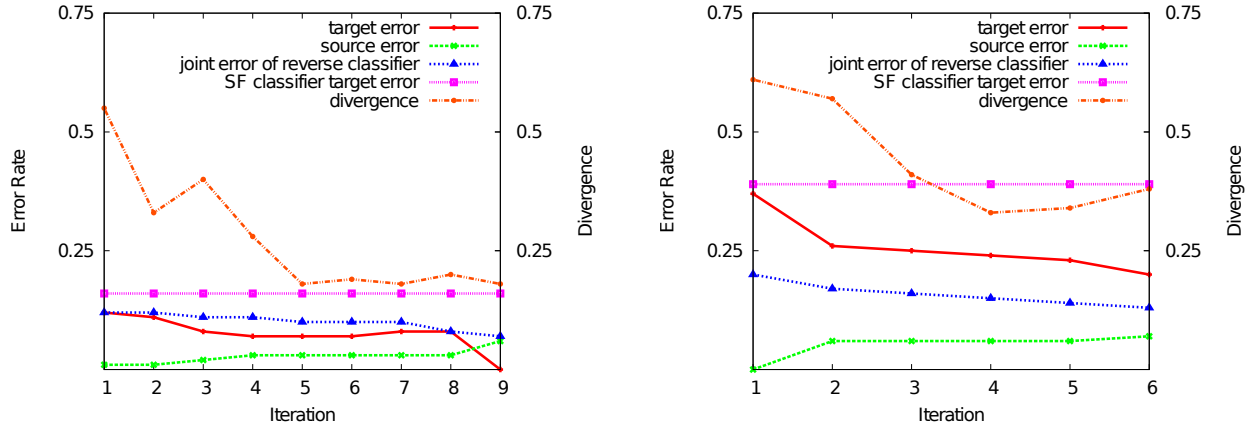 0.75
0.5
0.25
Error Rate
target error
source error
joint error of reverse classifier
SF classifier target error
divergence
0.75
0.5
0.25
Divergence
1 2 3 4 5 6 7 8 9
Iteration
0.75
0.5
0.25
Error Rate
target error
source error
joint error of reverse classifier
SF classifier target error
divergence
0.75
0.5
0.25
Divergence
1 2 3 4 5 6
Iteration